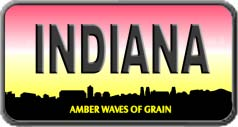 INDIANA
AMBER WAVES OF GRAIN